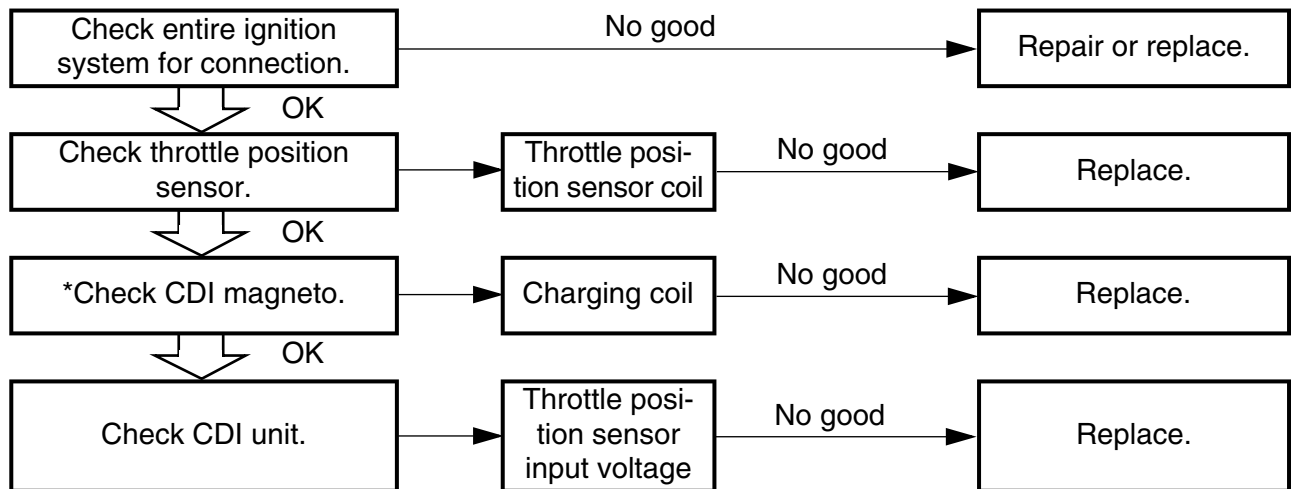 Check entire ignition
system for connection.
No good
Repair or replace.
OK
Check throttle position
sensor.
Throttle posi-
tion sensor coil
No good
Replace.
OK
*Check CDI magneto.
Charging coil
No good
Replace.
OK
Check CDI unit.
Throttle posi-
tion sensor
input voltage
No good
Replace.